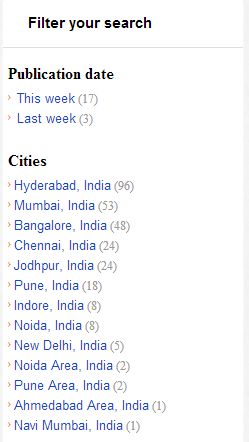 Filter your search
Publication date
› This week (17)
› Last week (3)
Cities
› Hyderabad, India (96)
› Mumbai, India (53)
› Bangalore, India (48)
› Chennai, India (24)
› Jodhpur, India (24)
› Pune, India (18)
› Indore, India (8)
› Noida, India (8)
› New Delhi, India (5)
› Noida Area, India (2)
› Pune Area, India (2)
› Ahmedabad Area, India (1)
› Navi Mumbai, India (1)